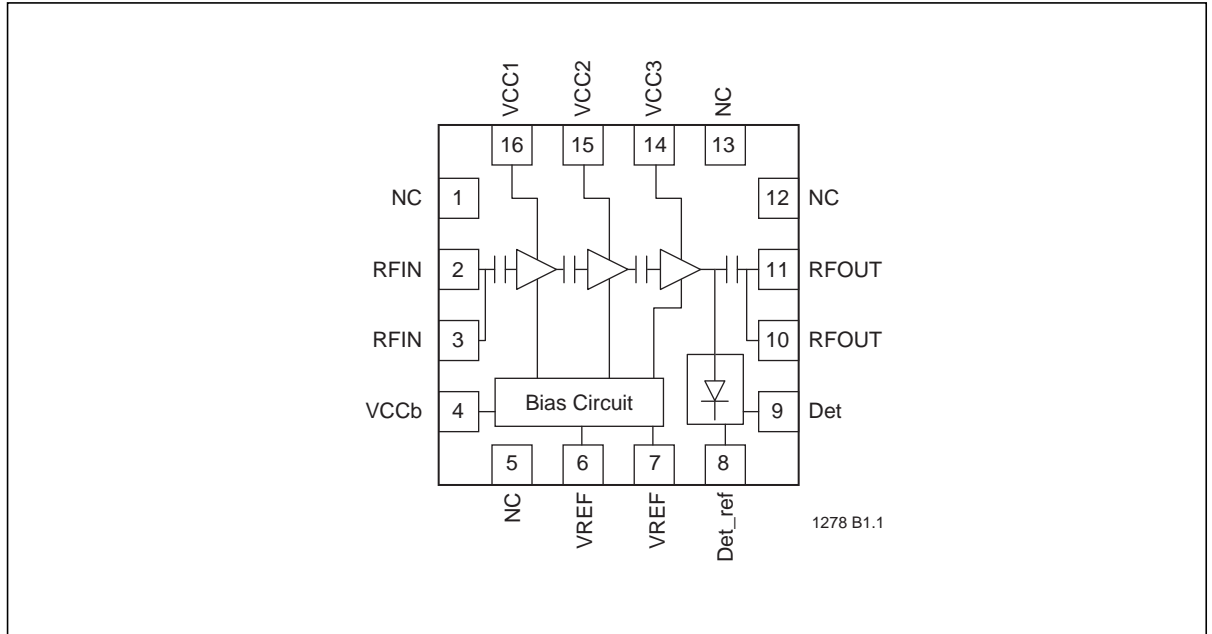 VCC1
VCC2
VCC3
NC
16
15
14
13
NC 1
12 NC
RFIN 2
11 RFOUT
RFIN 3
10 RFOUT
VCCb 4
Bias Circuit
9 Det
5
6
7
8
NC
VREF
VREF
Det_ref
1278 B1.1